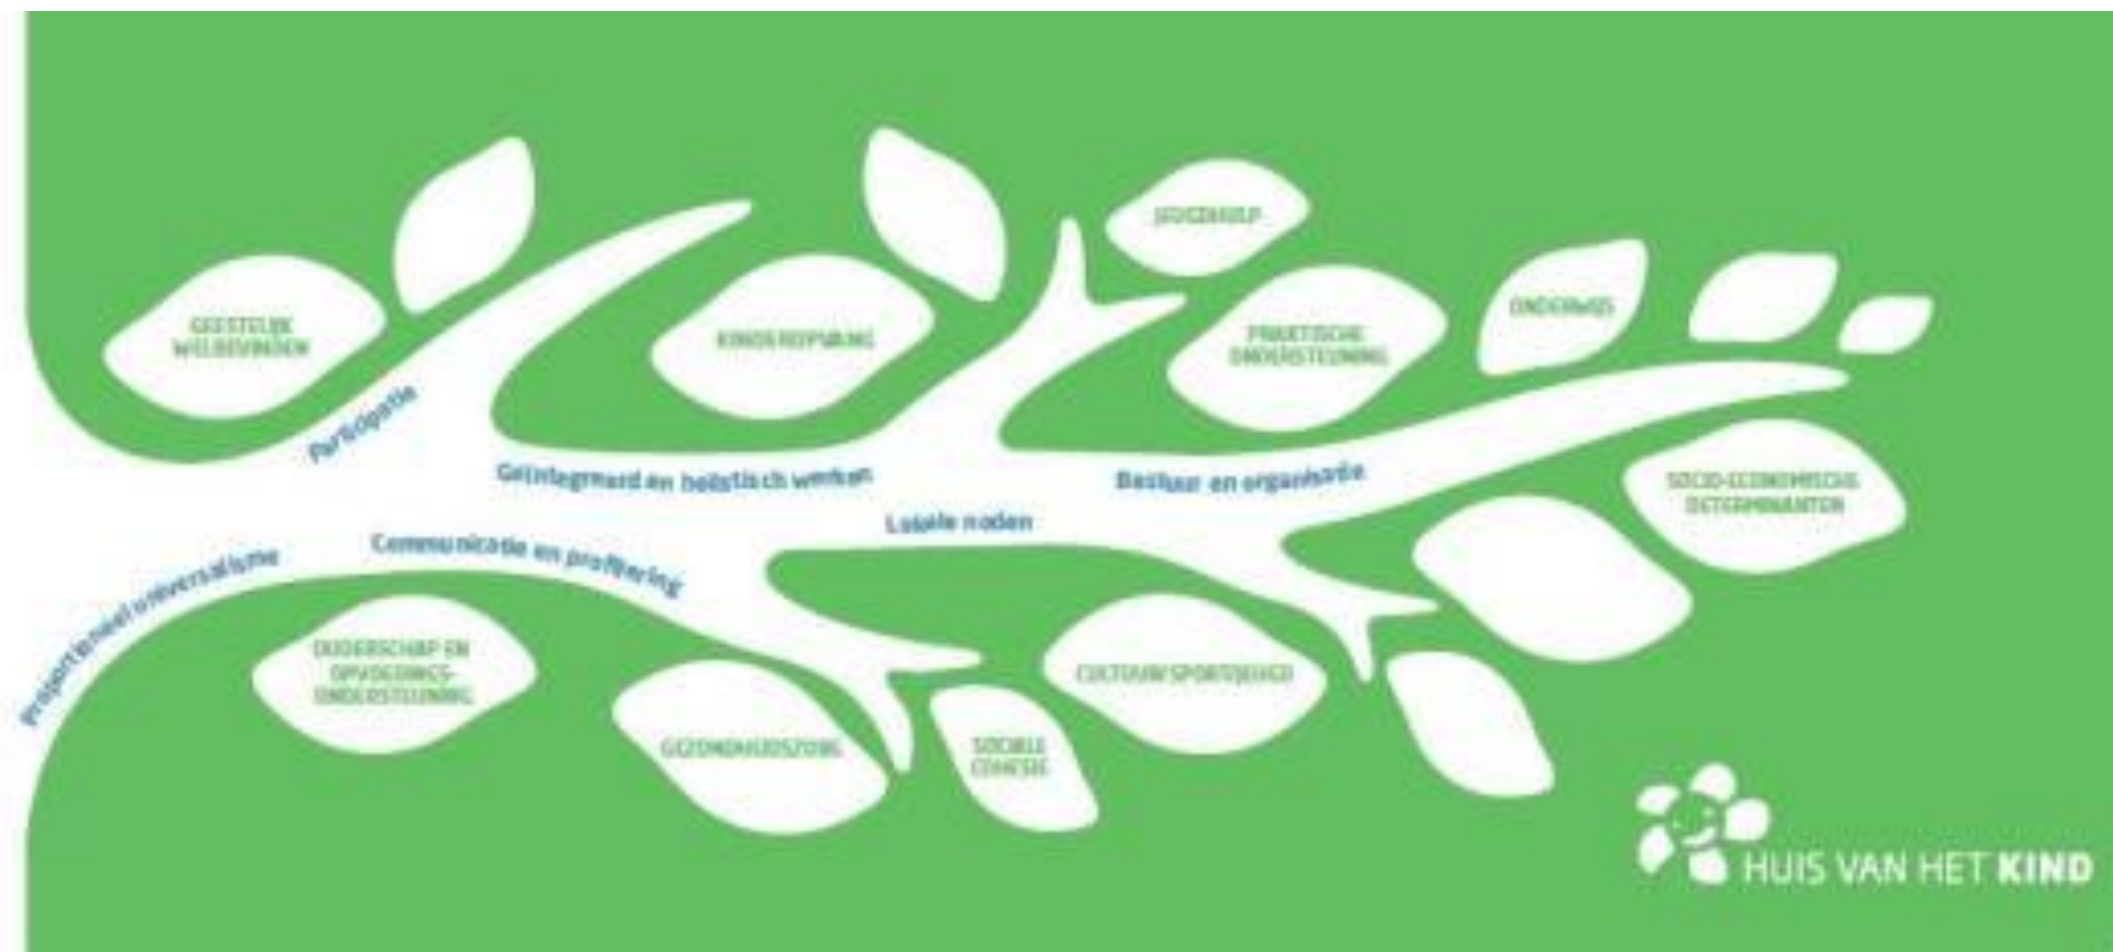 JEUGDHULP
GEESTELIJK
WELBEVINDEN
KINDEROPVANG
PRAKTISCHE
ONDERSTEUNING
ONDERWIJS
Participatie
Geïntegreerd en holistisch werken
Bestuur en organisatie
SOCIO-ECONOMISCHE
DETERMINANTEN
Lokale noden
Communicatie en profilering
Proportioneel universalisme
OUDERSCHAP EN
OPVOEDINGS-
ONDERSTEUNING
GEZONDHEIDSZORG
SOCIALE
COHESIE
CULTUUR/SPORT/JEUGD
HUIS VAN HET KIND